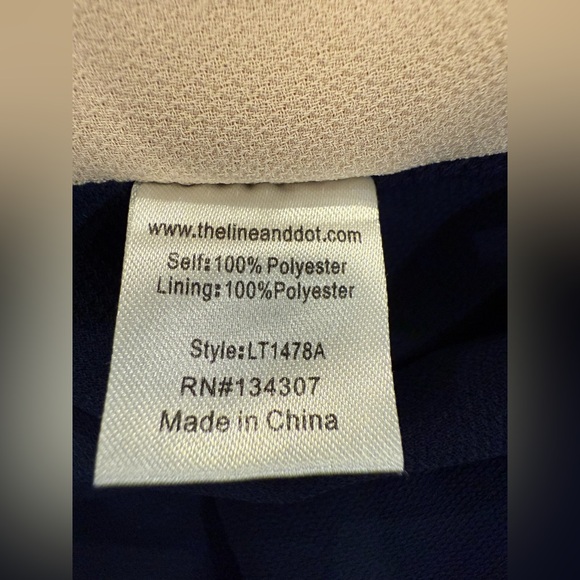 www.thelineanddot.com
Self:100% Polyester
Lining:100%Polyester
Style:LT1478A
RN#134307
Made in China